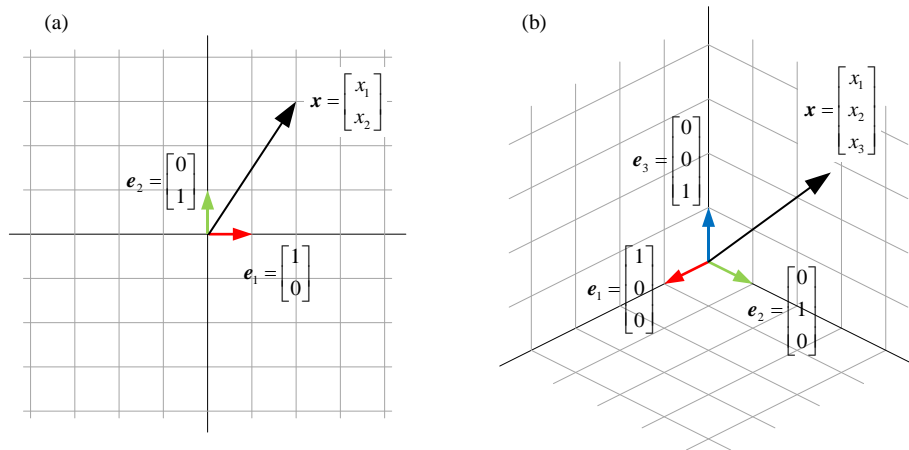 (a)
x = [x₁ x₂]
e₂ = [0 1]
e₁ = [1 0]
(b)
x = [x₁ x₂ x₃]
e₃ = [0 0 1]
e₁ = [1 0 0]
e₂ = [0 1 0]